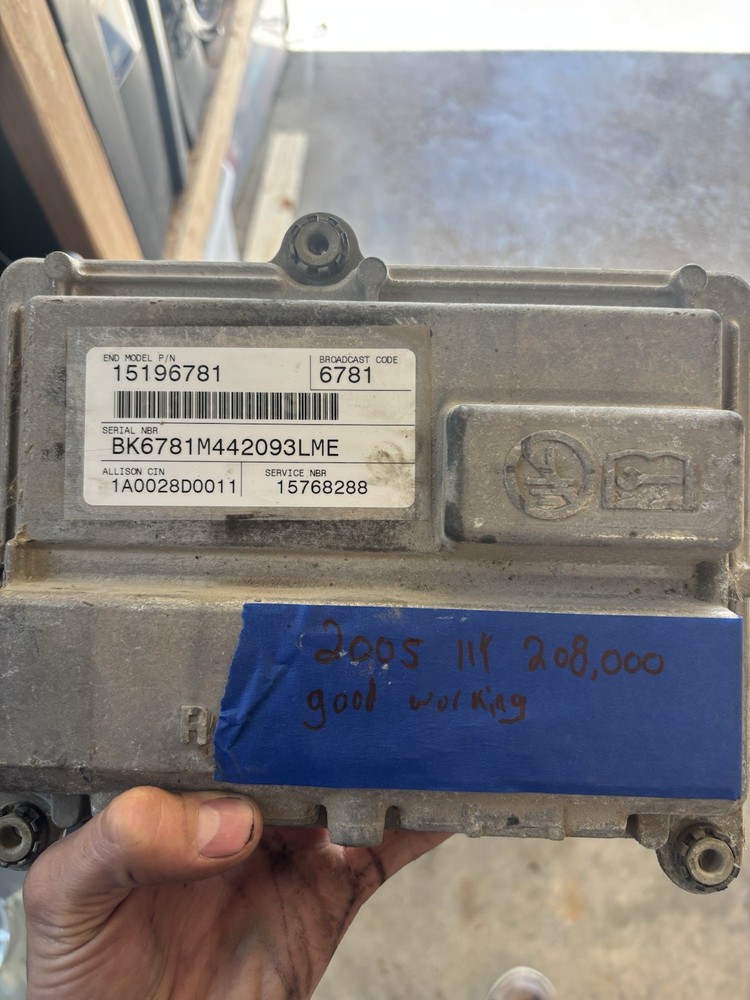 END MODEL P/N
15196781
BROADCAST CODE
6781
SERIAL NBR
BK6781M442093LME
ALLISON CIN
1A0028D0011
SERVICE NBR
15768288
2005 lly 208,000
good working